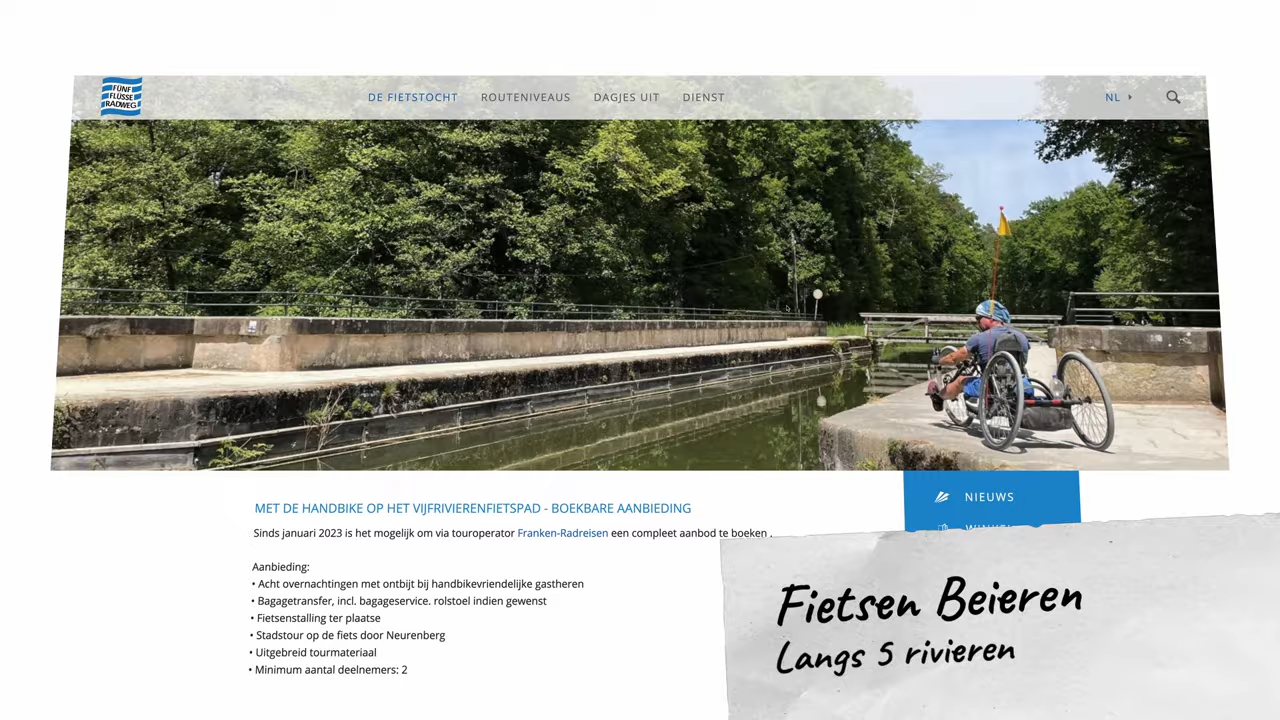 FÜNF
FLÜSSE
RADWEG
DE FIETSTOCHT ROUTENIVEAUS DAGJES UIT DIENST NL
MET DE HANDBIKE OP HET VIJFRIVIERENFIETSPAD - BOEKBARE AANBIEDING
Sinds januari 2023 is het mogelijk om via touroperator Franken-Radreisen een compleet aanbod te boeken .
Aanbieding:
• Acht overnachtingen met ontbijt bij handbikevriendelijke gastheren
• Bagagetransfer, incl. bagageservice. rolstoel indien gewenst
• Fietsenstalling ter plaatse
• Stadstour op de fiets door Neurenberg
• Uitgebreid tourmateriaal
• Minimum aantal deelnemers: 2
NIEUWS
Fietsen Beieren
Langs 5 rivieren